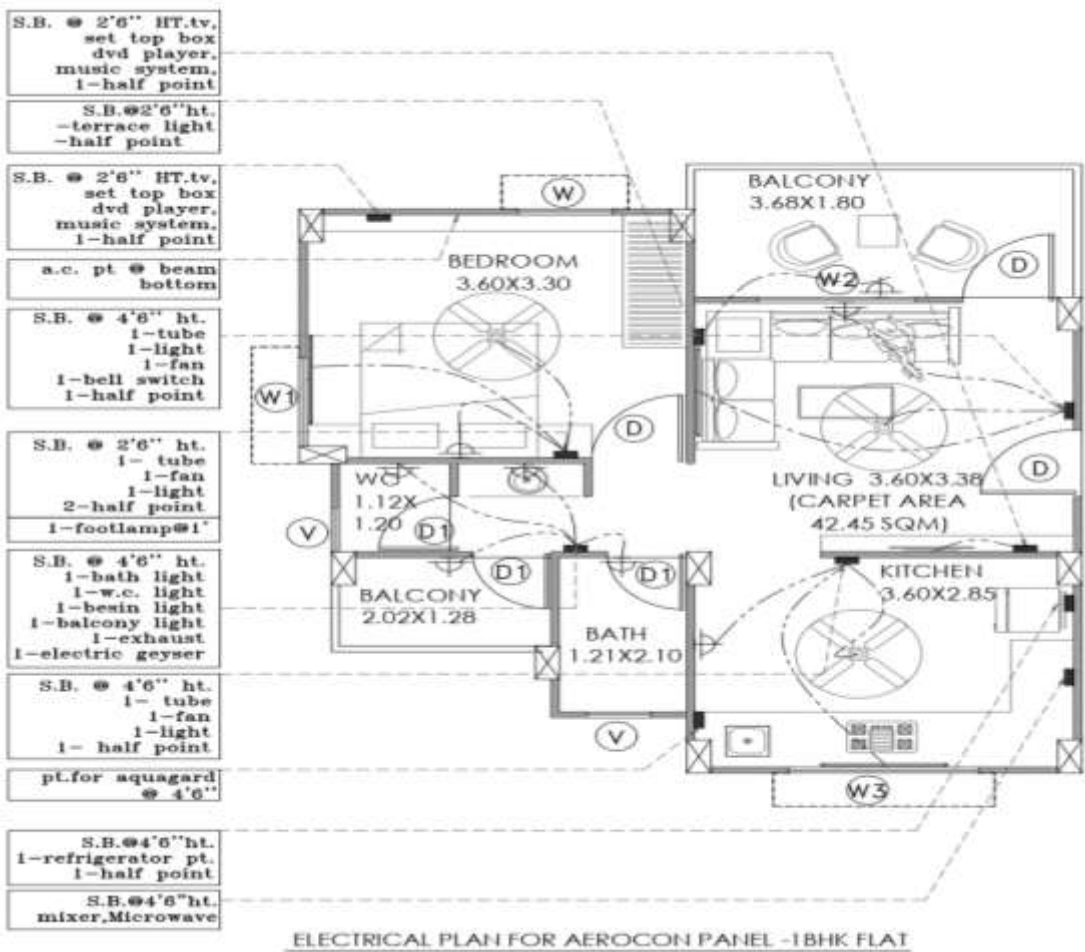 S.B. @ 2'6'' HT.tv,
set top box
dvd player,
music system,
1-half point
S.B.@2'6''ht.
-terrace light
-half point
S.B. @ 2'6'' HT.tv,
set top box
dvd player,
music system,
1-half point
a.c. pt @ beam
bottom
S.B. @ 4'6'' ht.
1-tube
1-light
1-fan
1-bell switch
1-half point
S.B. @ 2'6'' ht.
1- tube
1-fan
1-light
2-half point
1-footlamp@1'
S.B. @ 4'6'' ht.
1-bath light
1-w.c. light
1-besin light
1-balcony light
1-exhaust
1-electric geyser
S.B. @ 4'6'' ht.
1- tube
1-fan
1-light
1- half point
pt.for aquagard
@ 4'6''
S.B.@4'6''ht.
1-refrigerator pt.
1-half point
S.B.@4'6"ht.
mixer,Microwave
W
BALCONY
3.68X1.80
D
W2
BEDROOM
3.60X3.30
W1
D
D
LIVING 3.60X3.38
(CARPET AREA
42.45 SQM)
WC
1.12X
1.20
V
D1
D1
D1
BALCONY
2.02X1.28
BATH
1.21X2.10
V
KITCHEN
3.60X2.85
W3
ELECTRICAL PLAN FOR AEROCON PANEL -1BHK FLAT